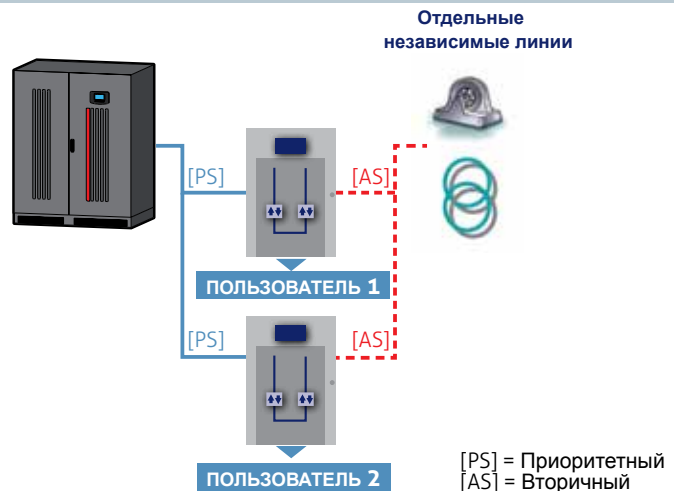 Отдельные
независимые линии
[PS]
[AS]
ПОЛЬЗОВАТЕЛЬ 1
[PS]
[AS]
ПОЛЬЗОВАТЕЛЬ 2
[PS] = Приоритетный
[AS] = Вторичный